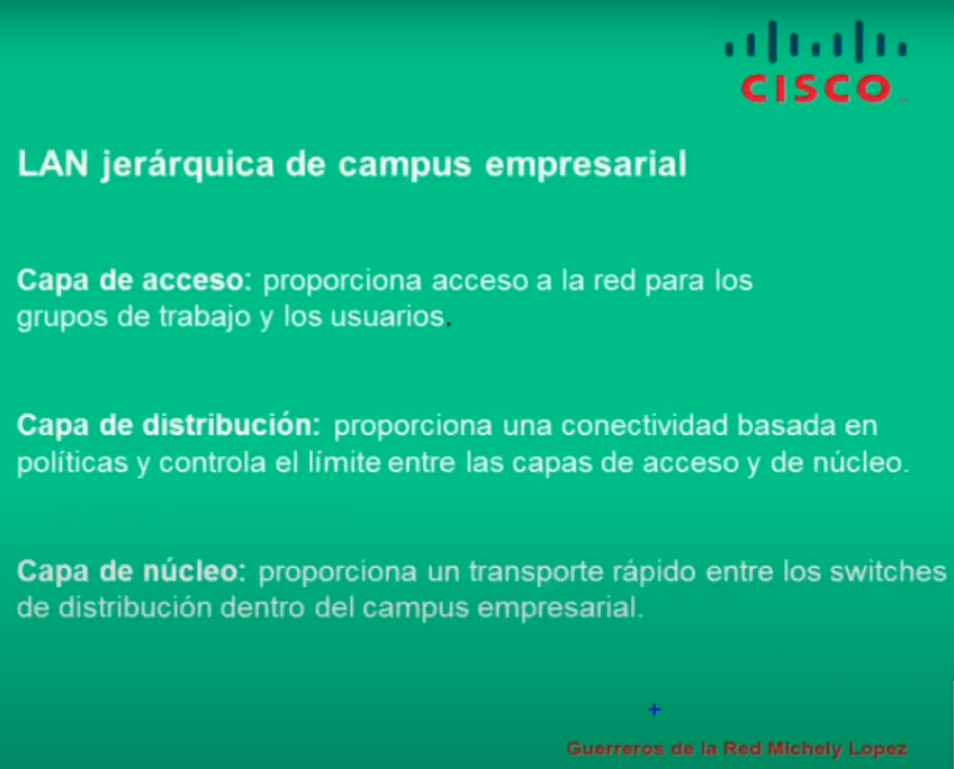 CISCO
LAN jerárquica de campus empresarial
Capa de acceso: proporciona acceso a la red para los
grupos de trabajo y los usuarios.
Capa de distribución: proporciona una conectividad basada en
políticas y controla el límite entre las capas de acceso y de núcleo.
Capa de núcleo: proporciona un transporte rápido entre los switches
de distribución dentro del campus empresarial.
Guerreros de la Red Michely Lopez